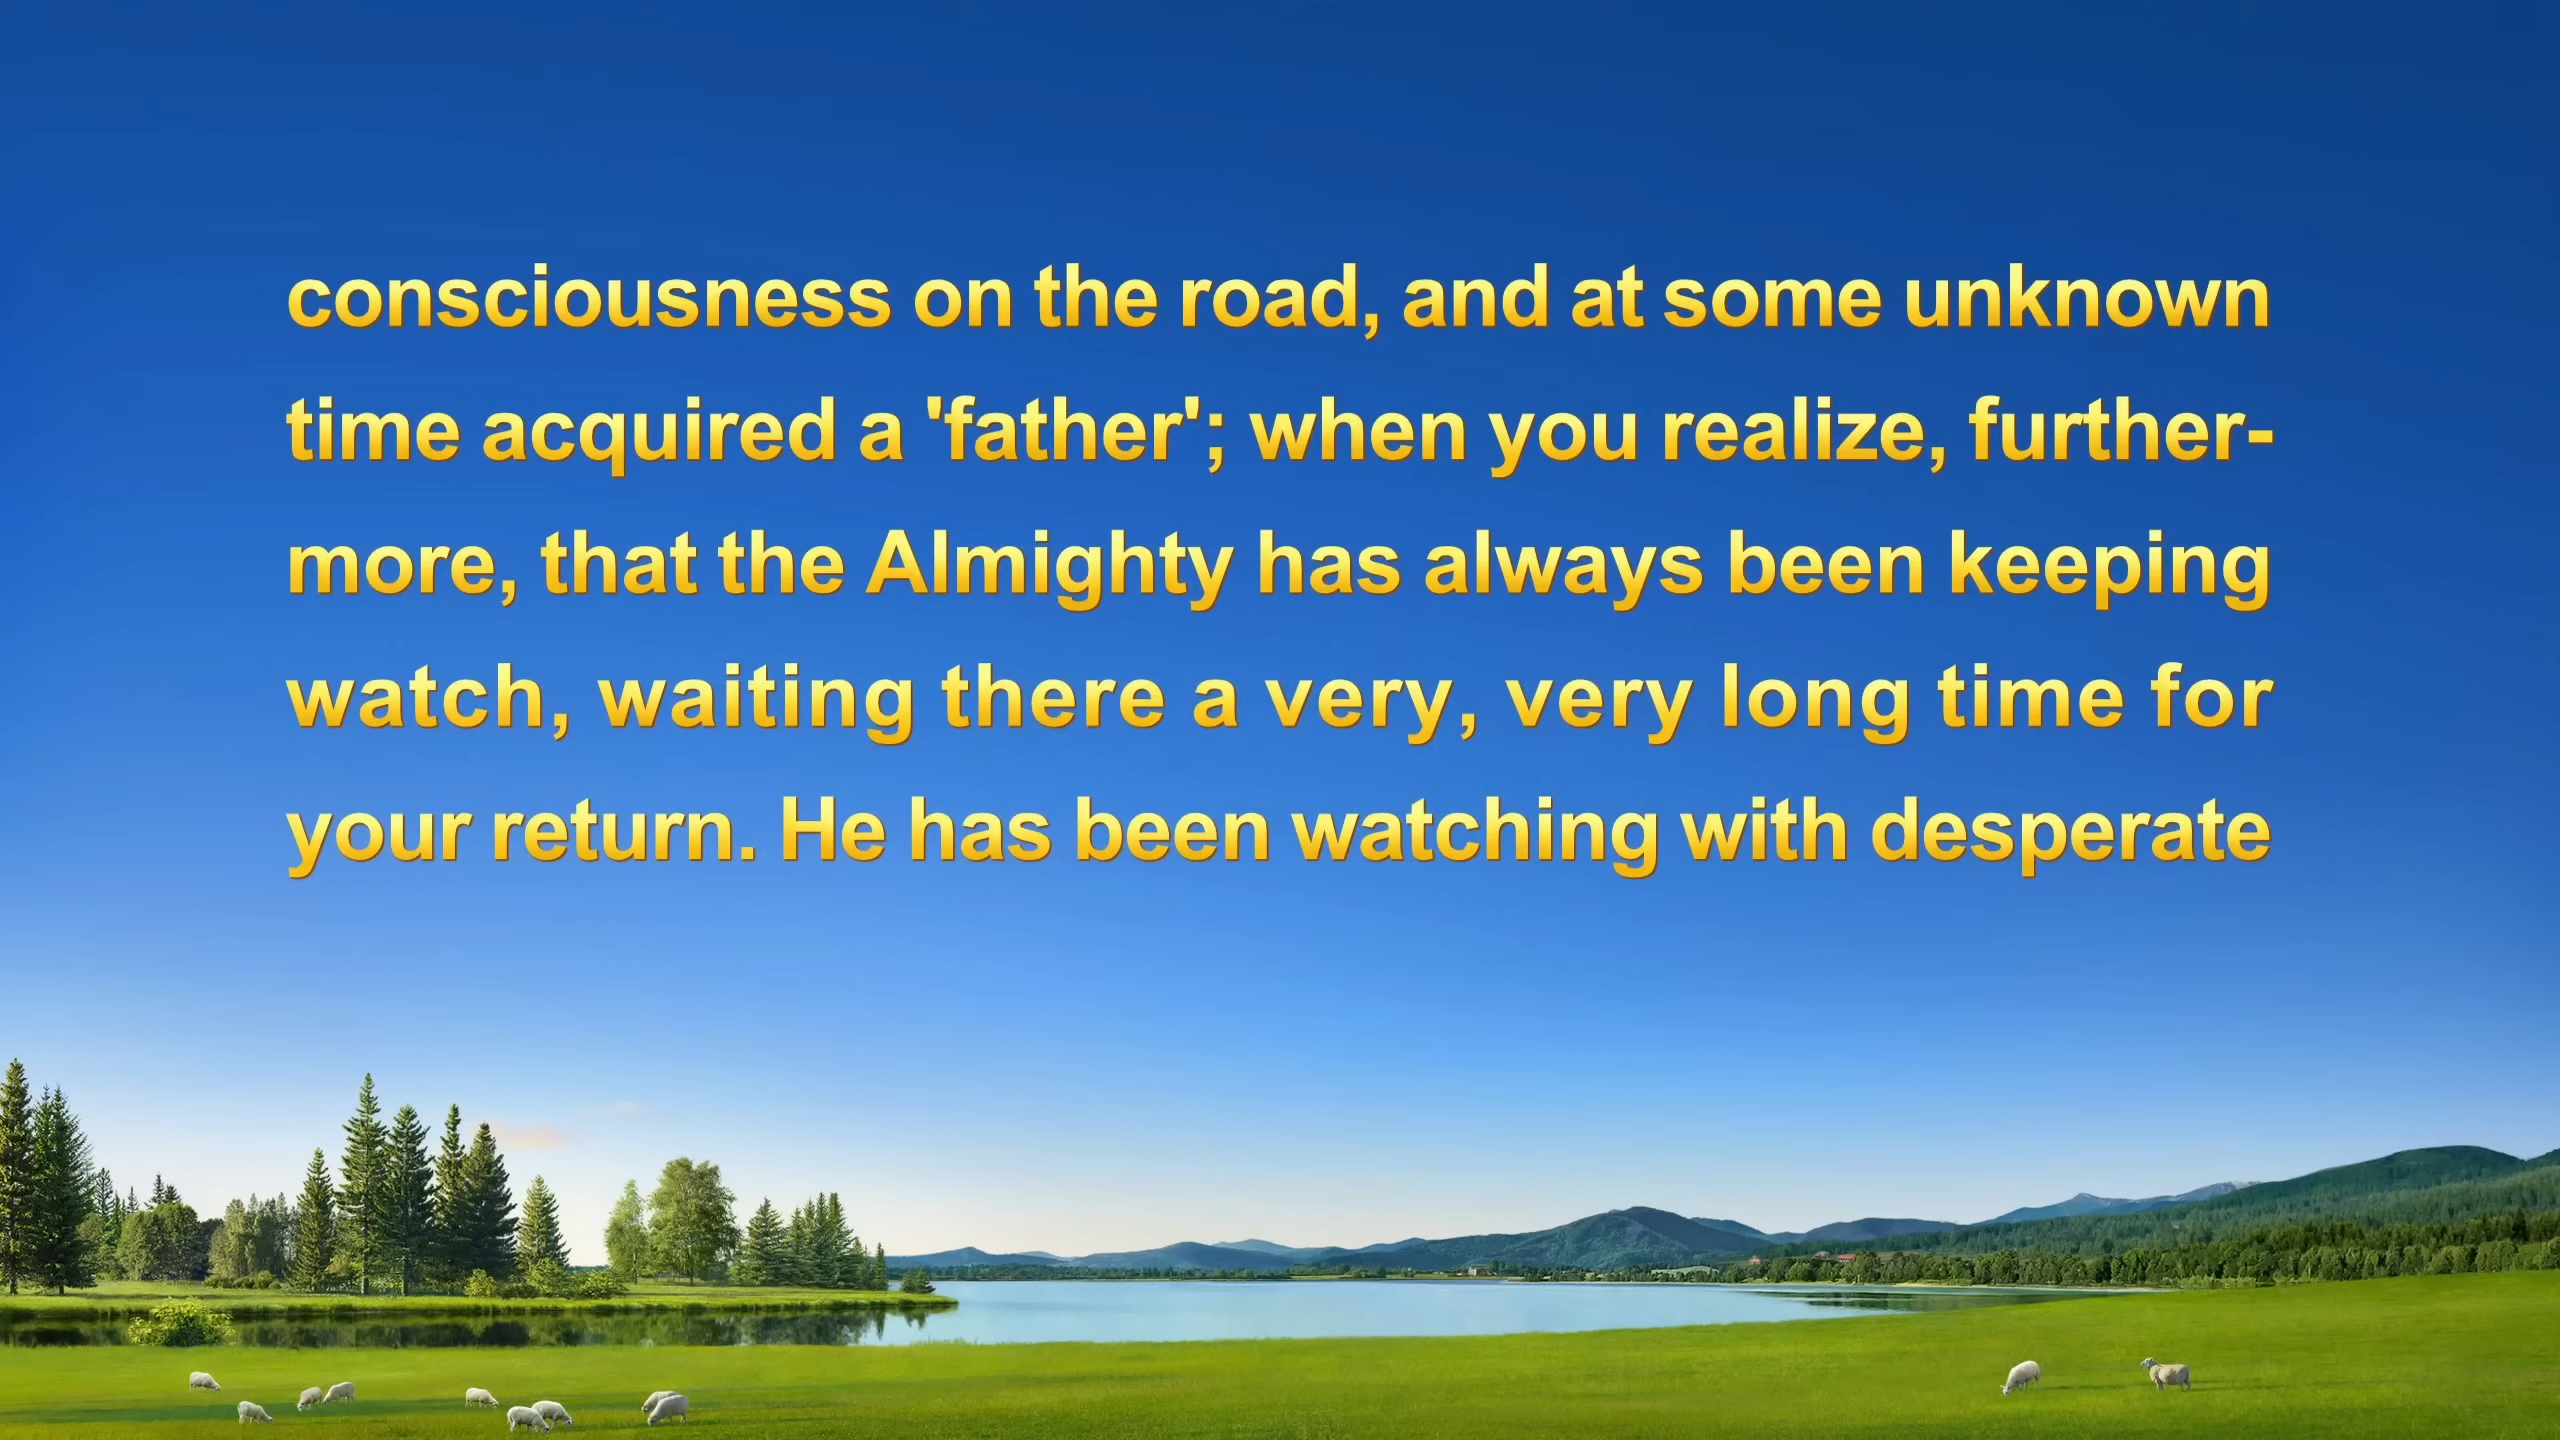 consciousness on the road, and at some unknown
time acquired a 'father'; when you realize, further-
more, that the Almighty has always been keeping
watch, waiting there a very, very long time for
your return. He has been watching with desperate